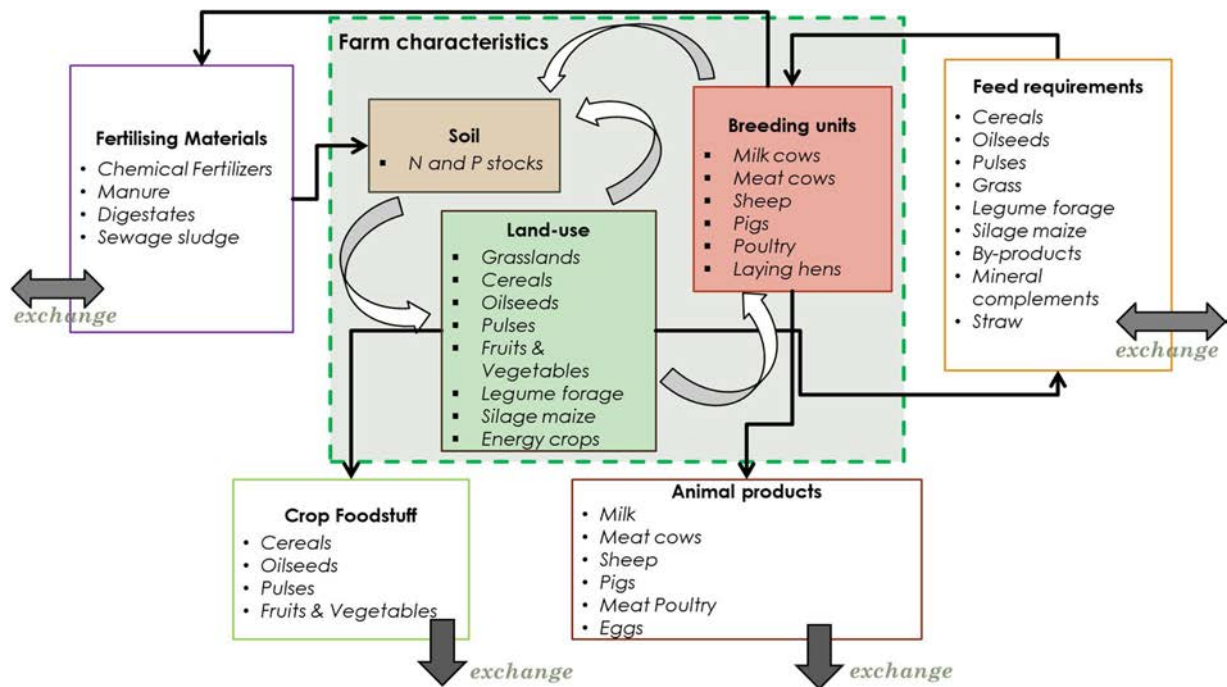 Farm characteristics
Fertilising Materials
Chemical Fertilizers
Manure
Digestates
Sewage sludge
exchange
Soil
N and P stocks
Land-use
Grasslands
Cereals
Oilseeds
Pulses
Fruits &
Vegetables
Legume forage
Silage maize
Energy crops
Breeding units
Milk cows
Meat cows
Sheep
Pigs
Poultry
Laying hens
Feed requirements
Cereals
Oilseeds
Pulses
Grass
Legume forage
Silage maize
By-products
Mineral
complements
Straw
exchange
Crop Foodstuff
Cereals
Oilseeds
Pulses
Fruits & Vegetables
exchange
Animal products
Milk
Meat cows
Sheep
Pigs
Meat Poultry
Eggs
exchange